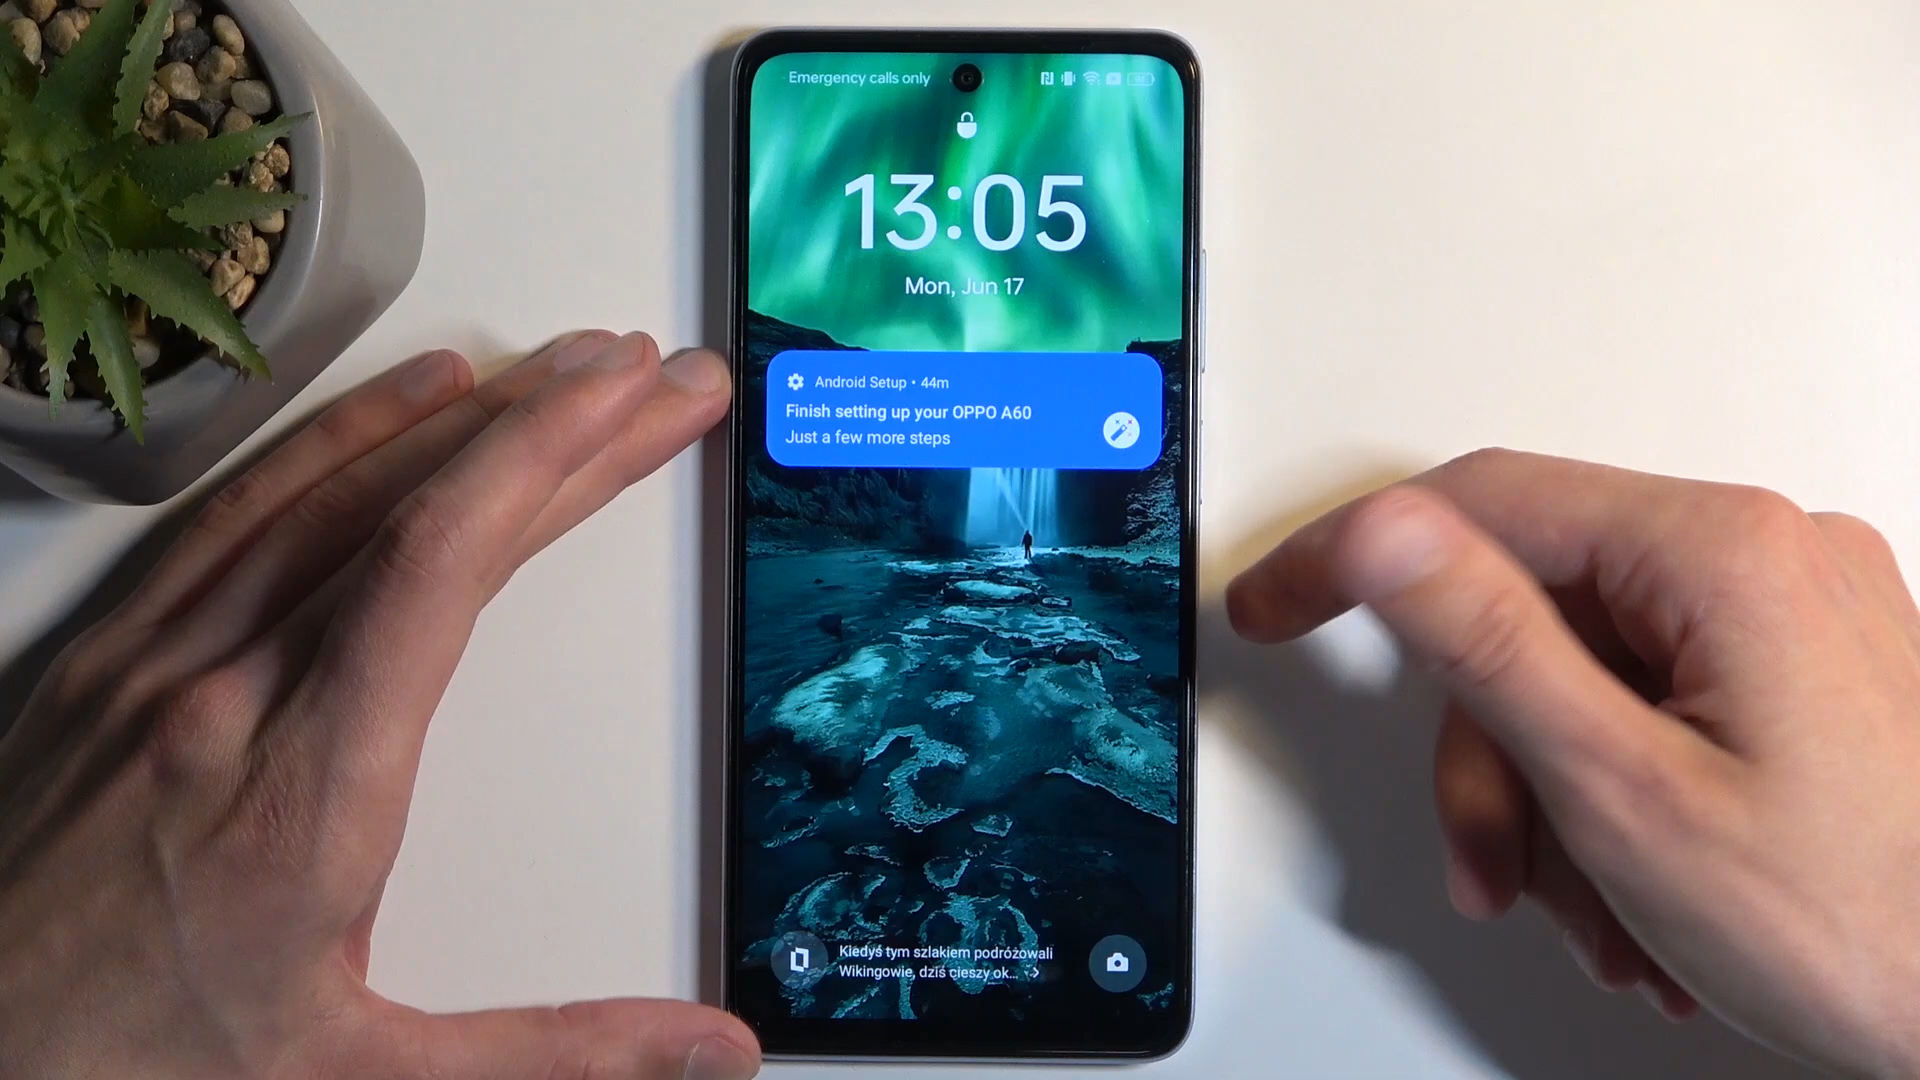 Emergency calls only
13:05
Mon, Jun 17
Android Setup • 44m
Finish setting up your OPPO A60
Just a few more steps
Kiedyś tym szlakiem podróżowali
Wikingowie, dziś cieszy ok...